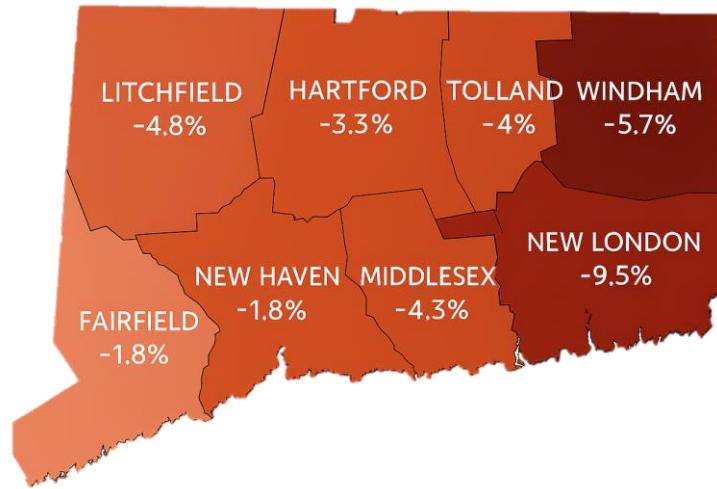 LITCHFIELD
-4.8%
HARTFORD
-3.3%
TOLLAND
-4%
WINDHAM
-5.7%
NEW LONDON
-9.5%
NEW HAVEN
-1.8%
MIDDLESEX
-4.3%
FAIRFIELD
-1.8%